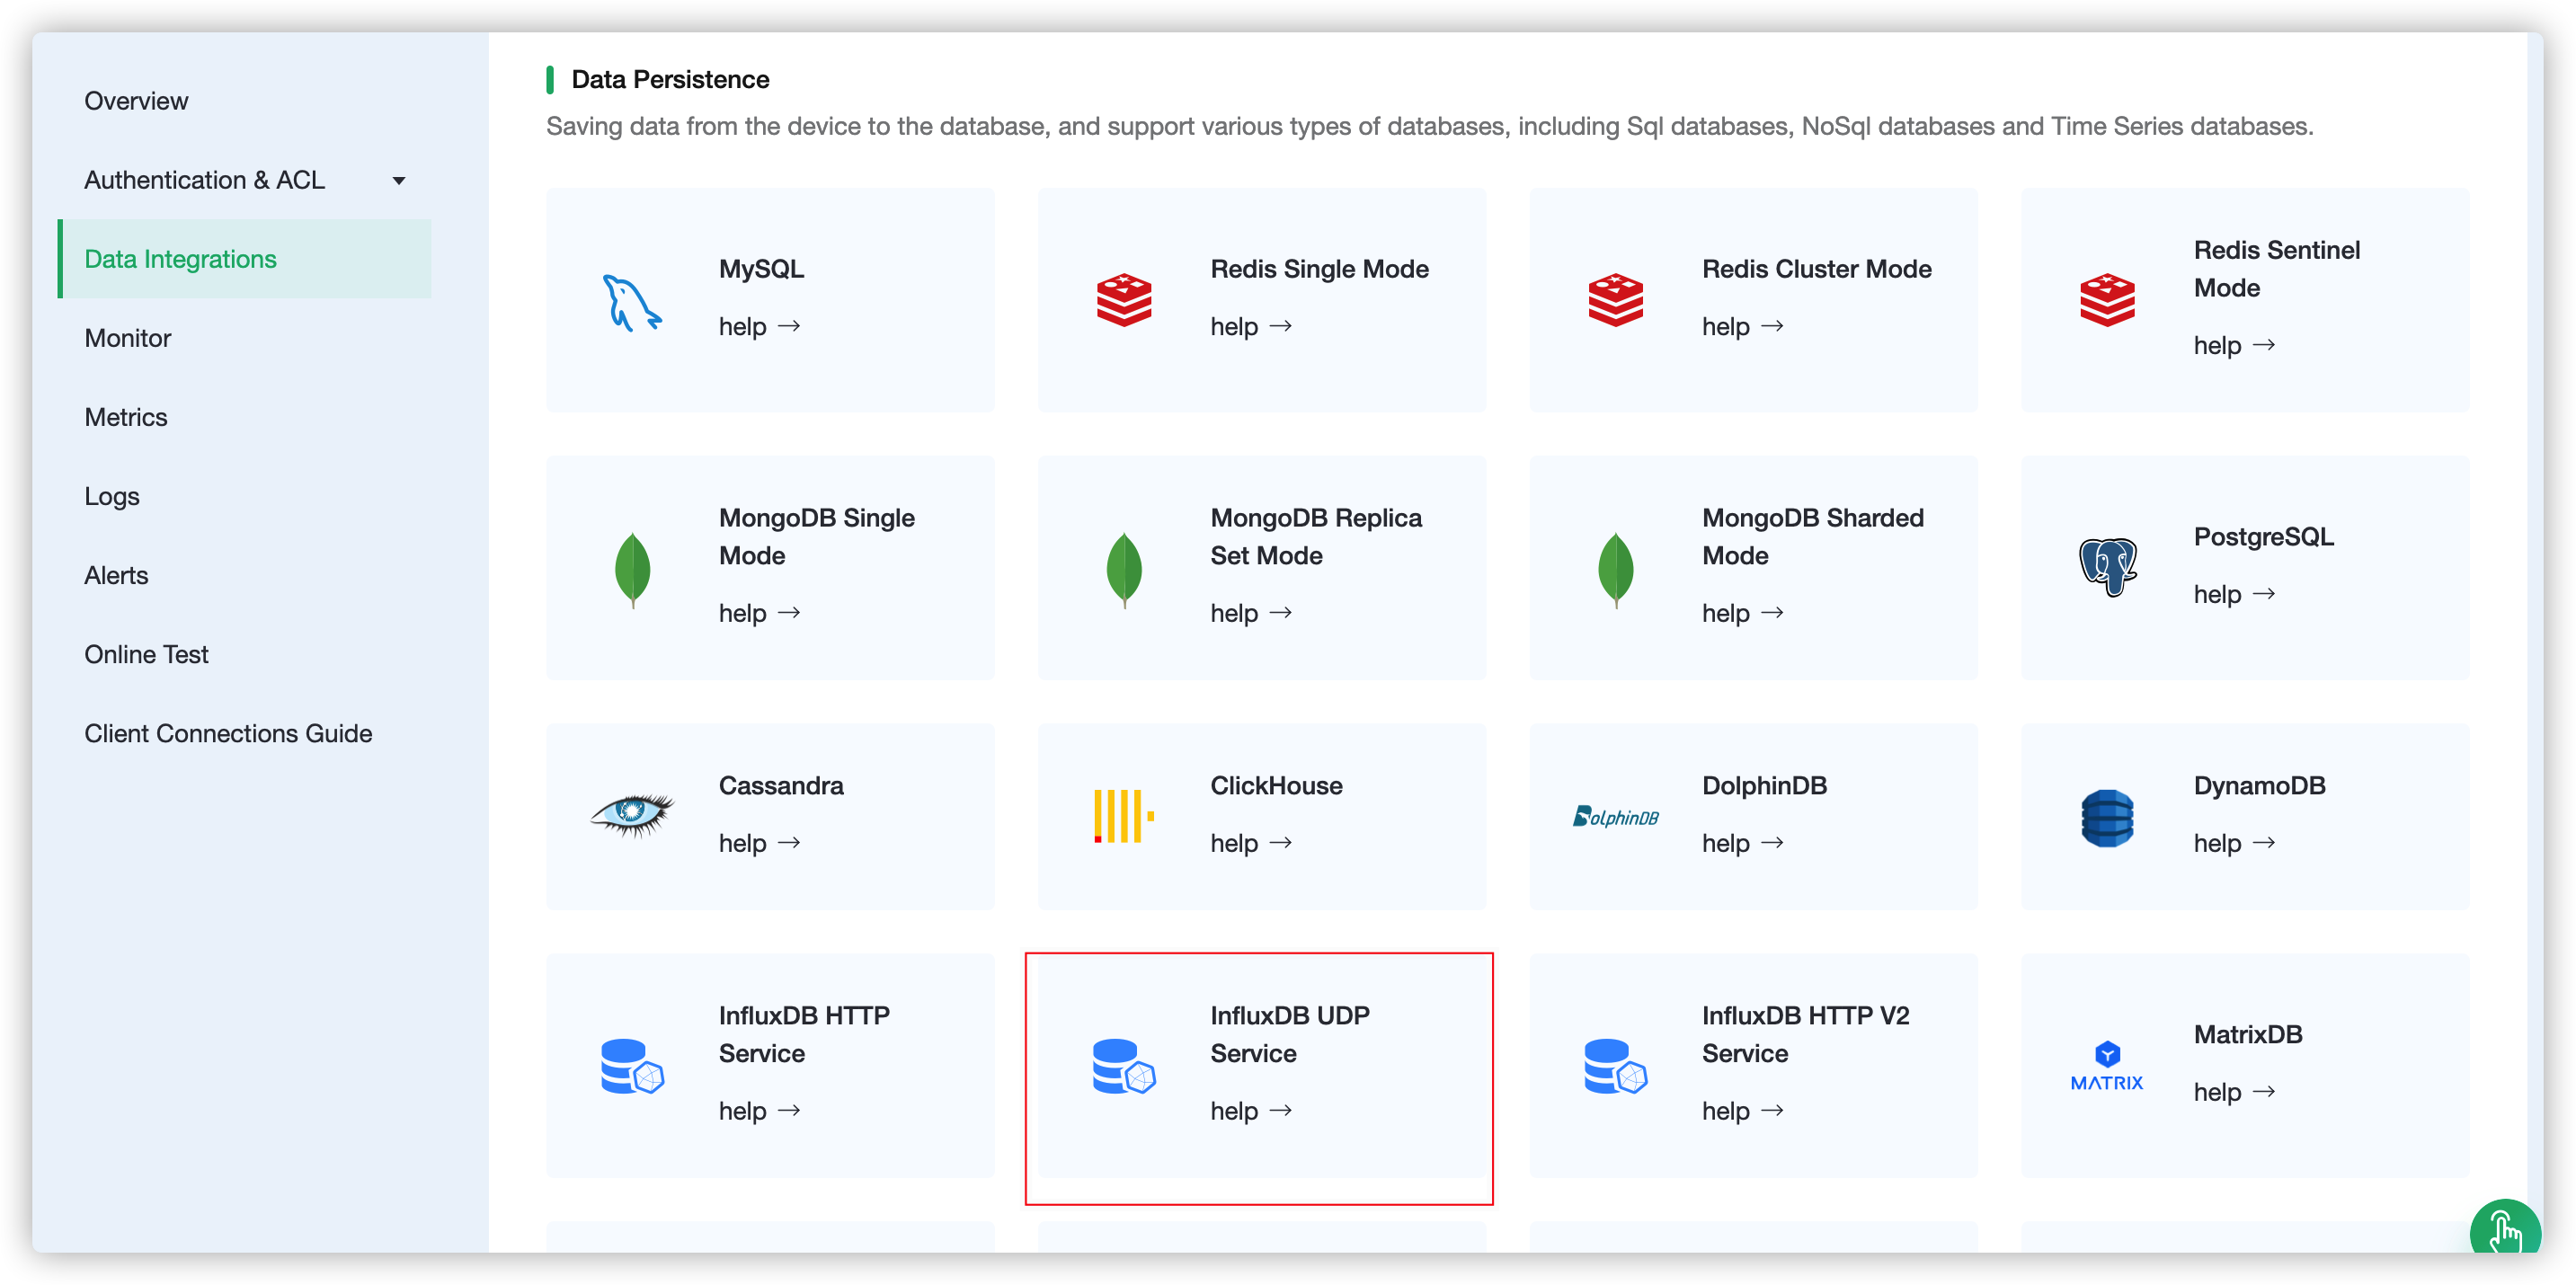 Overview
Authentication & ACL
Data Integrations
Monitor
Metrics
Logs
Alerts
Online Test
Client Connections Guide
Data Persistence
Saving data from the device to the database, and support various types of databases, including Sql databases, NoSql databases and Time Series databases.
MySQL
help →
Redis Single Mode
help →
Redis Cluster Mode
help →
Redis Sentinel
Mode
help →
MongoDB Single
Mode
help →
MongoDB Replica
Set Mode
help →
MongoDB Sharded
Mode
help →
PostgreSQL
help →
Cassandra
help →
ClickHouse
help →
DolphinDB
DolphinDB
help →
DynamoDB
help →
InfluxDB HTTP
Service
help →
InfluxDB UDP
Service
help →
InfluxDB HTTP V2
Service
help →
MATRIX
MatrixDB
help →